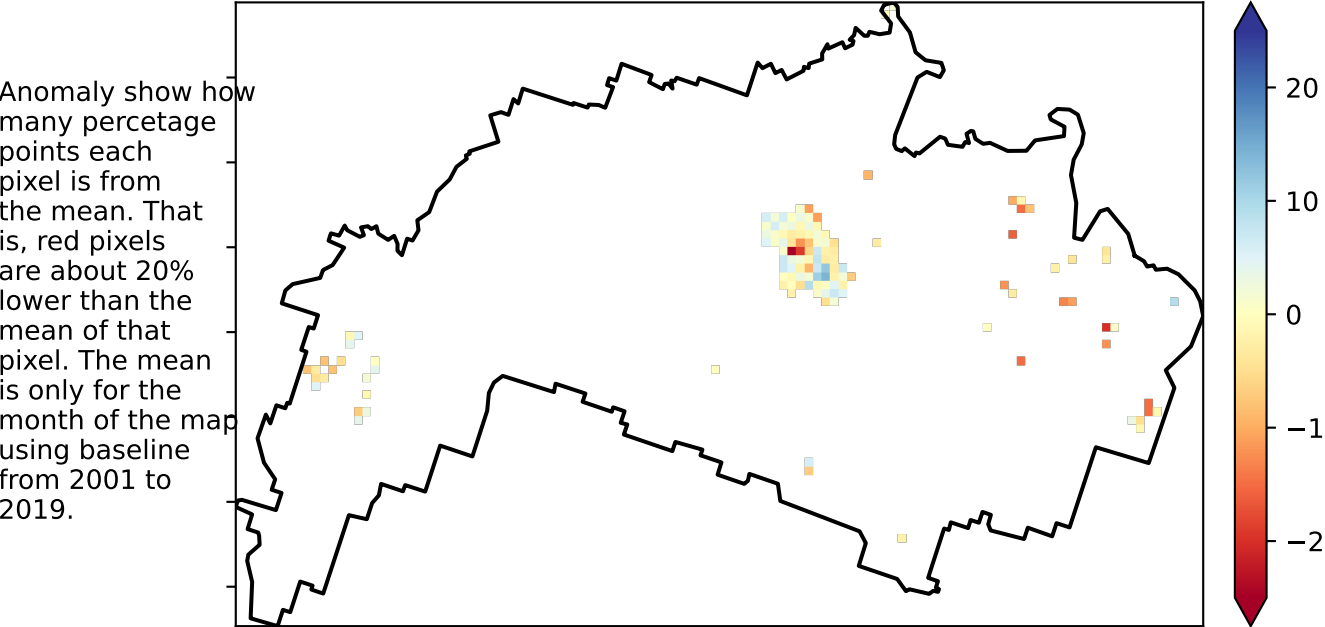 Anomaly show how
many percetage
points each
pixel is from
the mean. That
is, red pixels
are about 20%
lower than the
mean of that
pixel. The mean
is only for the
month of the map
using baseline
from 2001 to
2019.
20
10
0
−1
−2